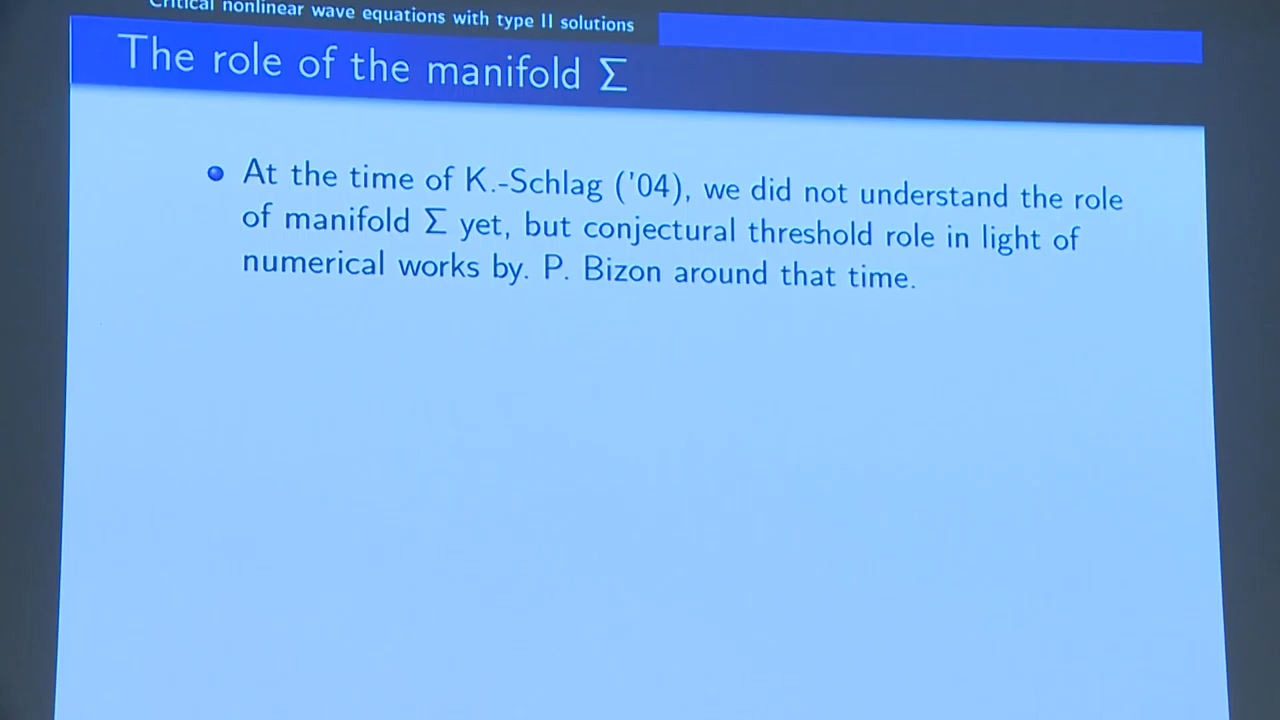 Critical nonlinear wave equations with type II solutions
The role of the manifold Σ
At the time of K.-Schlag ('04), we did not understand the role
of manifold Σ yet, but conjectural threshold role in light of
numerical works by. P. Bizon around that time.